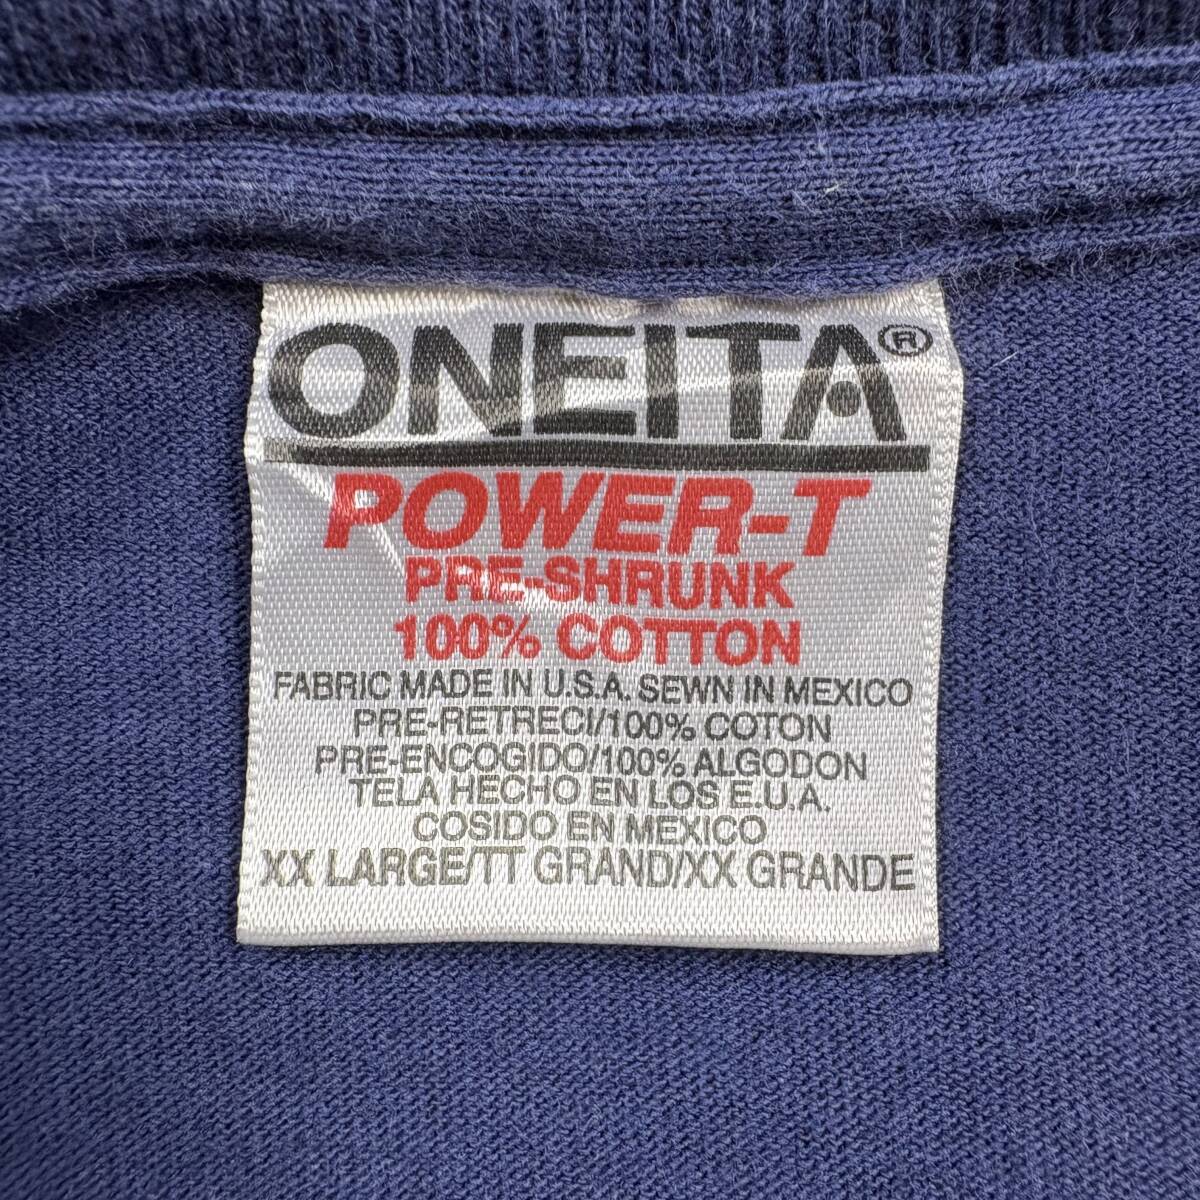 ONEITA®
POWER-T
PRE-SHRUNK
100% COTTON
FABRIC MADE IN U.S.A. SEWN IN MEXICO
PRE-RETRECI/100% COTON
PRE-ENCOGIDO/100% ALGODON
TELA HECHO EN LOS E.U.A.
COSIDO EN MEXICO
XX LARGE/TT GRAND/XX GRANDE